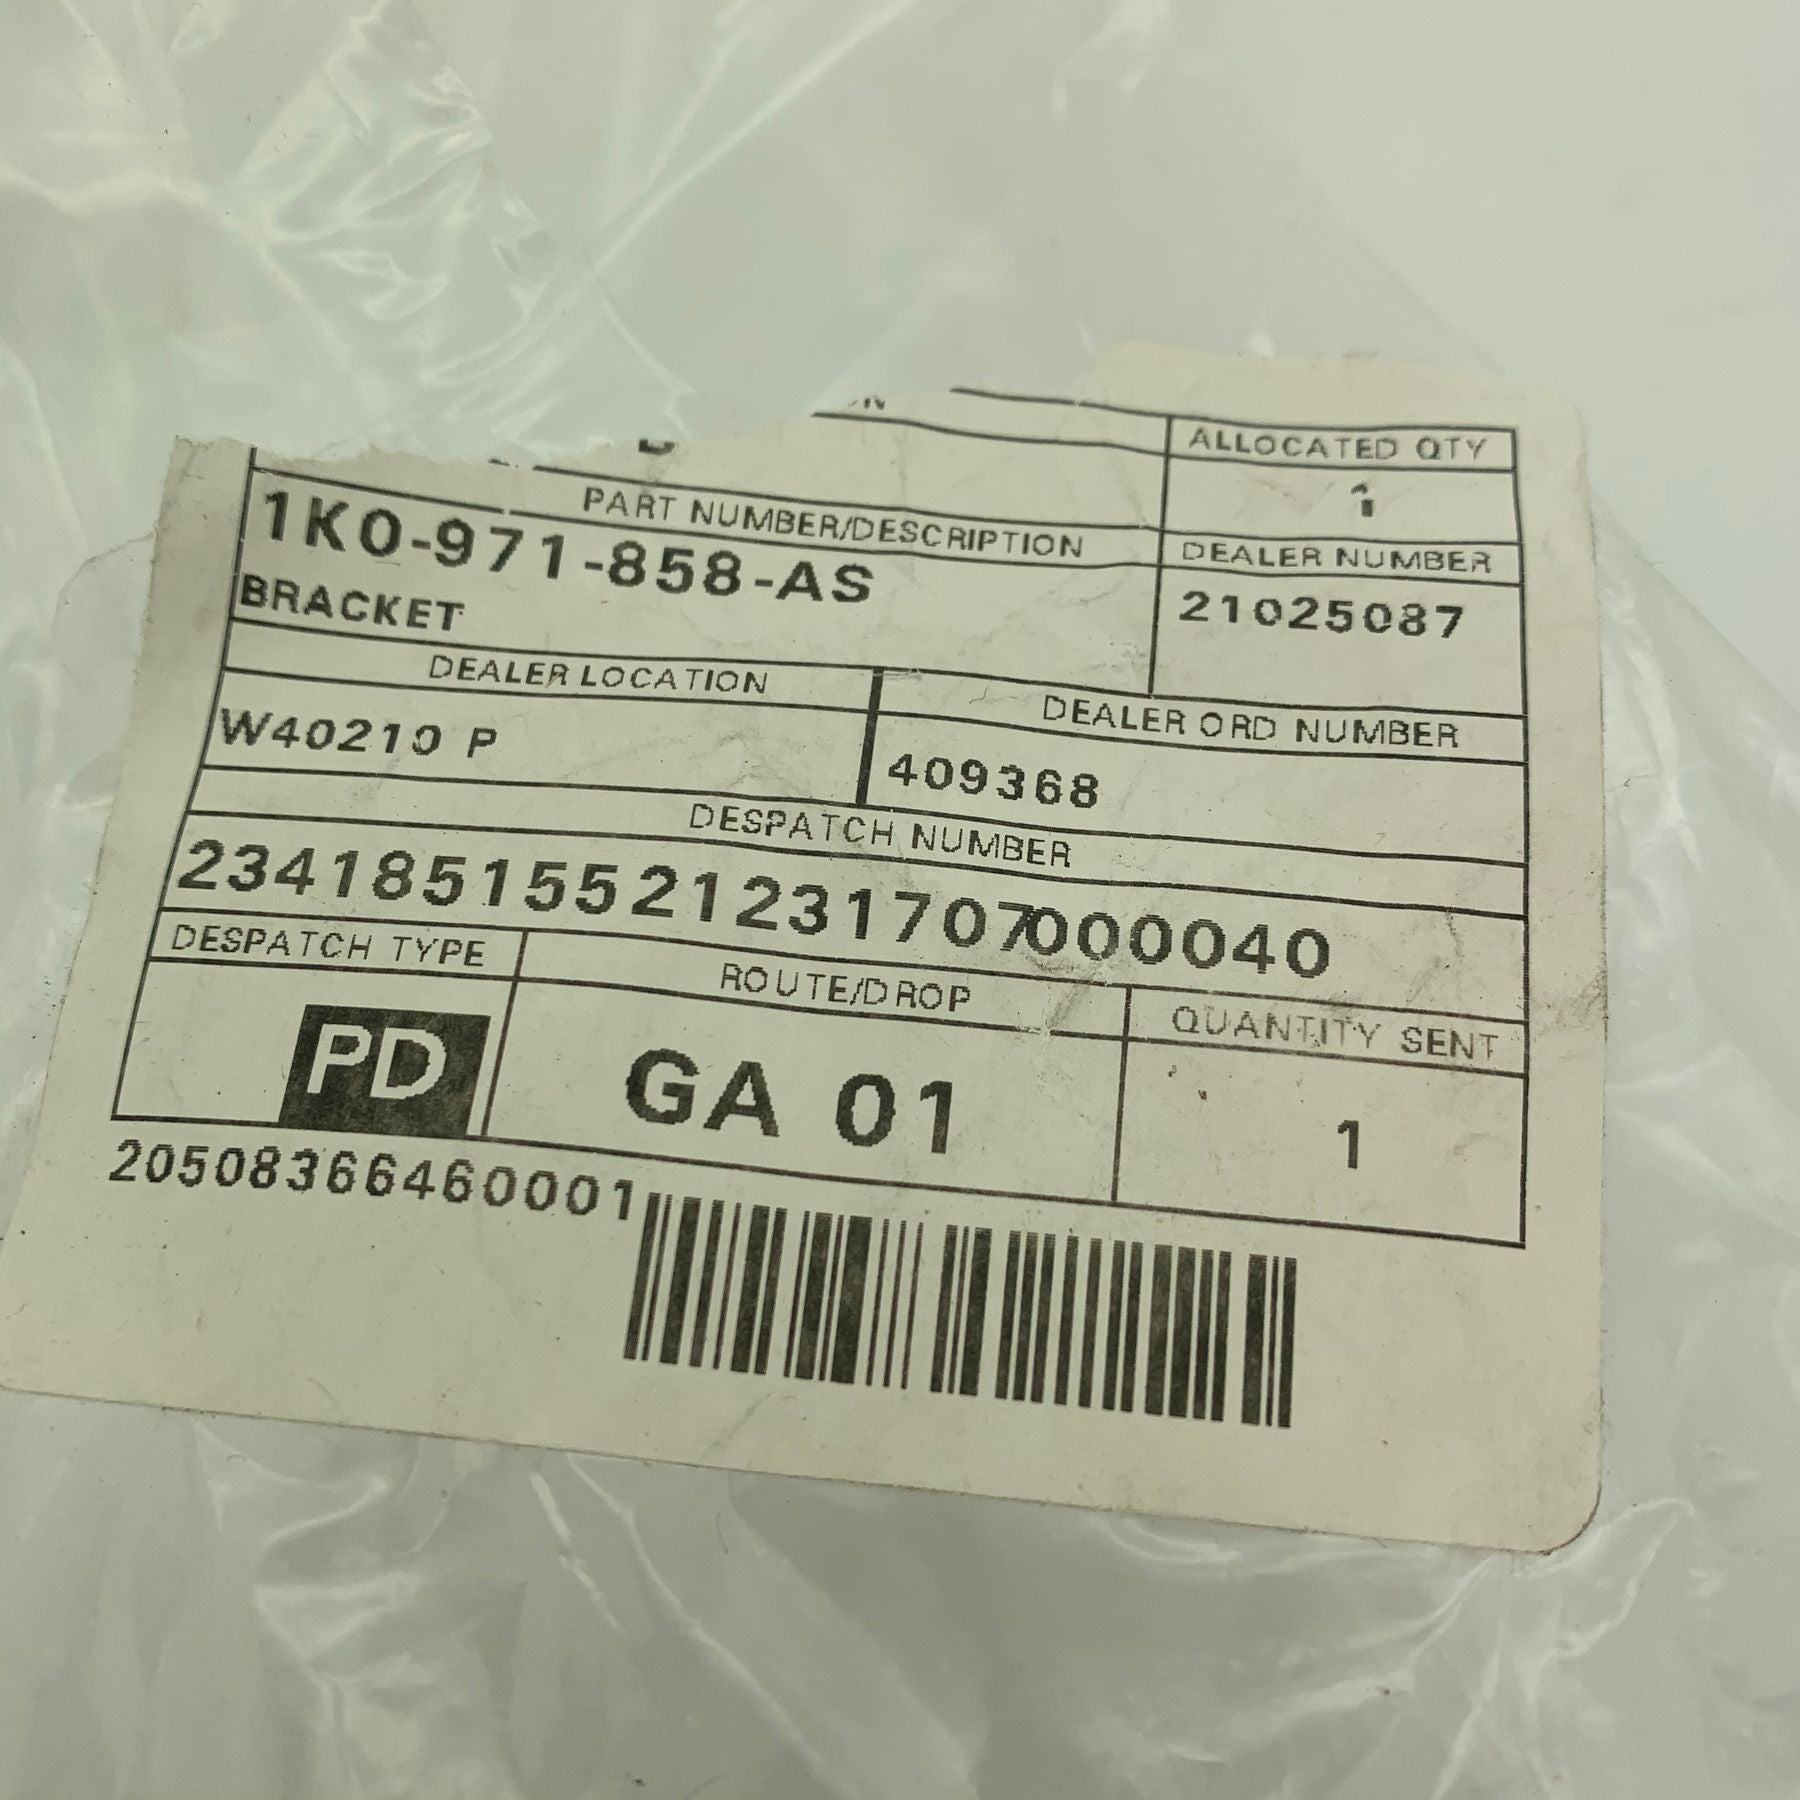 ALLOCATED QTY
1
PART NUMBER/DESCRIPTION
DEALER NUMBER
1K0-971-858-AS
21025087
BRACKET
DEALER LOCATION
DEALER ORD NUMBER
W40210 P
409368
DESPATCH NUMBER
23418515521231707000040
DESPATCH TYPE
ROUTE/DROP
QUANTITY SENT
PD
GA 01
1
20508366460001